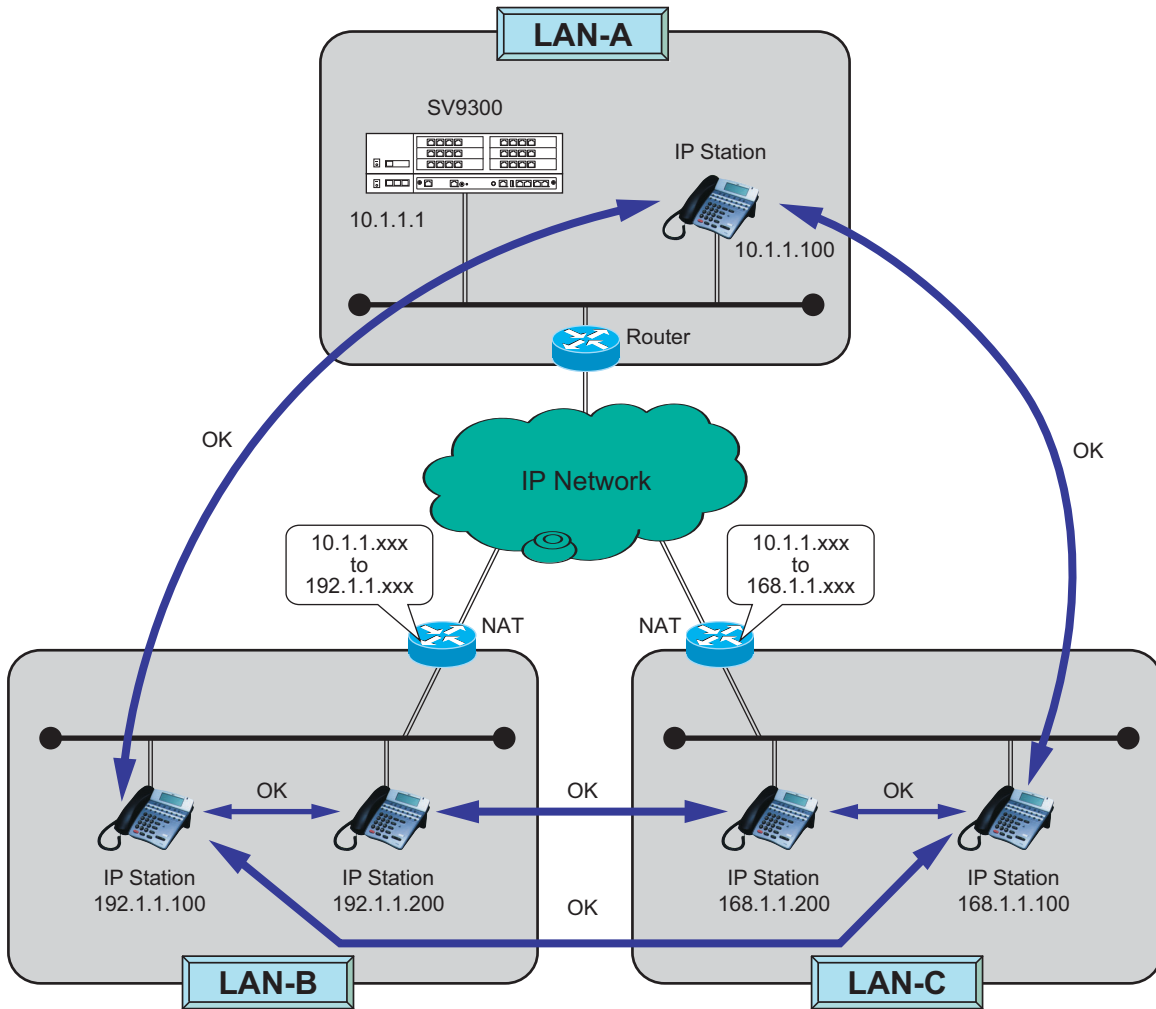 LAN-A
SV9300
IP Station
10.1.1.1
10.1.1.100
Router
OK
OK
IP Network
10.1.1.xxx
to
192.1.1.xxx
10.1.1.xxx
to
168.1.1.xxx
NAT
NAT
OK
OK
OK
IP Station
192.1.1.100
IP Station
192.1.1.200
IP Station
168.1.1.200
IP Station
168.1.1.100
OK
LAN-B
LAN-C